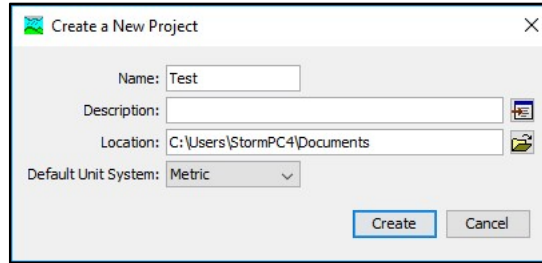 Create a New Project
Name: Test
Description:
Location: C:\Users\StormPC4\Documents
Default Unit System: Metric
Create Cancel